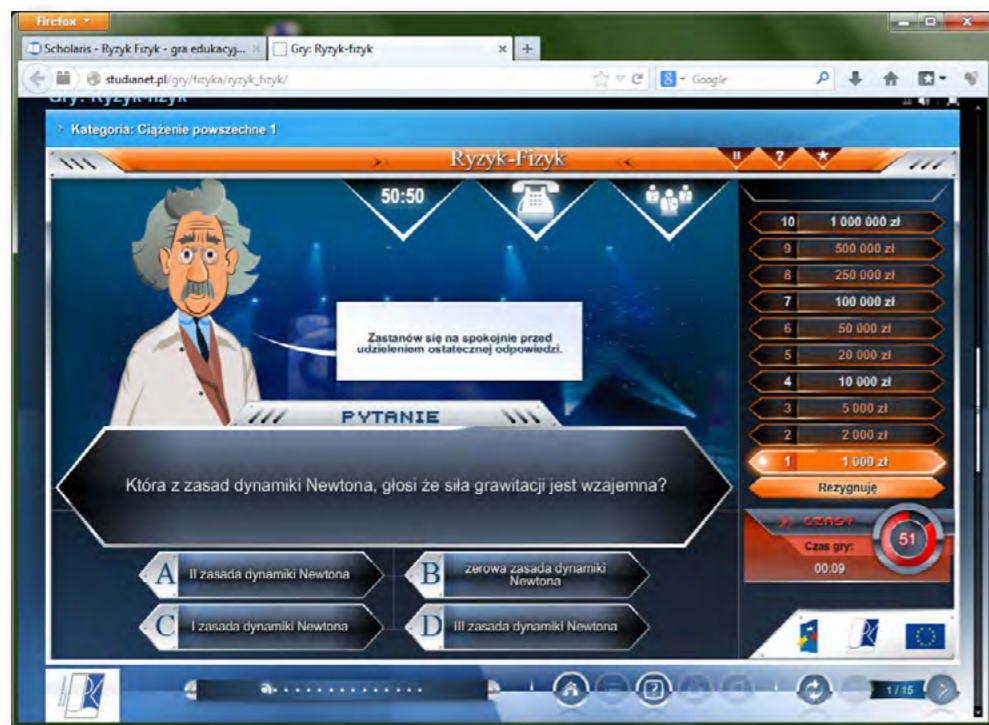 Firefox
Scholaris - Ryzyk Fizyk - gra edukacyj...
Gry: Ryzyk-fizyk
studianet.pl/gry/fizyka/ryzyk_fizyk/
Google
Gry: Ryzyk-fizyk
Kategoria: Ciążenie powszechne 1
Ryzyk-Fizyk
50:50
Zastanów się na spokojnie przed
udzieleniem ostatecznej odpowiedzi.
PYTANIE
Która z zasad dynamiki Newtona, głosi że siła grawitacji jest wzajemna?
A II zasada dynamiki Newtona
B zerowa zasada dynamiki
Newtona
C I zasada dynamiki Newtona
D III zasada dynamiki Newtona
10 1 000 000 zł
9 500 000 zł
8 250 000 zł
7 100 000 zł
6 50 000 zł
5 20 000 zł
4 10 000 zł
3 5 000 zł
2 2 000 zł
1 1 000 zł
Rezygnuję
CZASY
Czas gry:
00:09
51
1/15